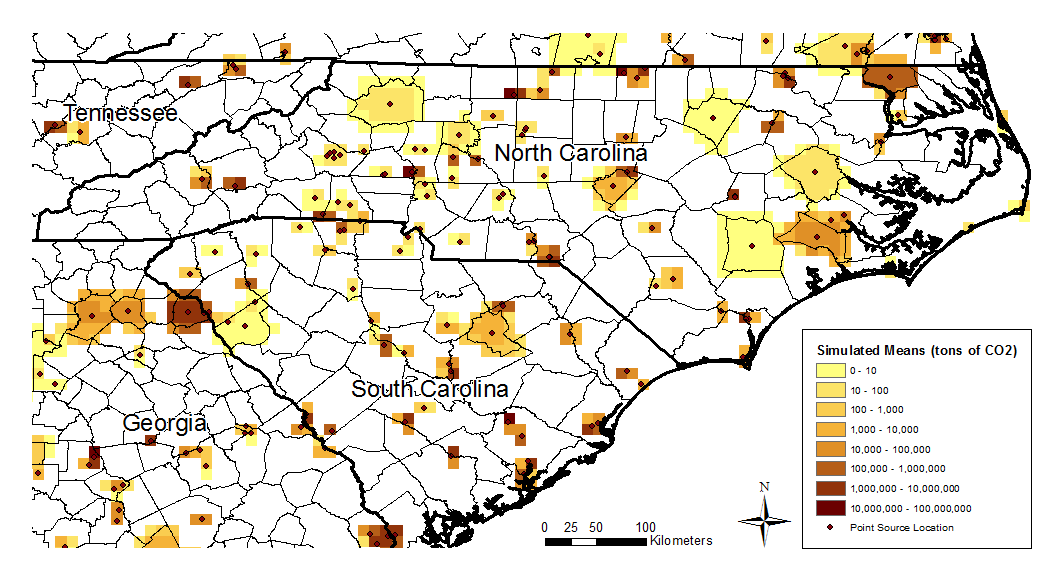 Tennessee
North Carolina
South Carolina
Georgia
Simulated Means (tons of CO2)
0 - 10
10 - 100
100 - 1,000
1,000 - 10,000
10,000 - 100,000
100,000 - 1,000,000
1,000,000 - 10,000,000
10,000,000 - 100,000,000
Point Source Location
N
0 25 50 100
Kilometers